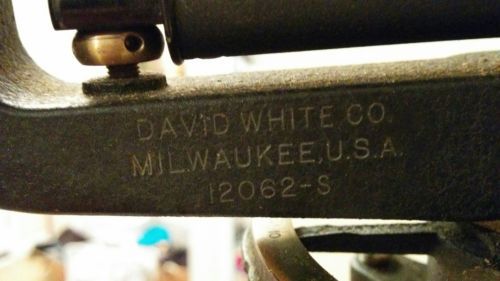 DAVID WHITE CO.
MILWAUKEE, U.S.A.
12062-S